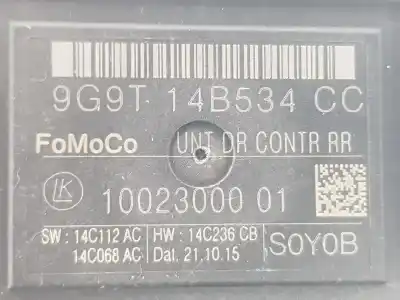 9G9T 14B534 CC
FoMoCo UNT DR CONTR RR
LK 10023000 01
SW : 14C112 AC HW : 14C236 CB S0Y0B
14C068 AC Dat. 21.10.15